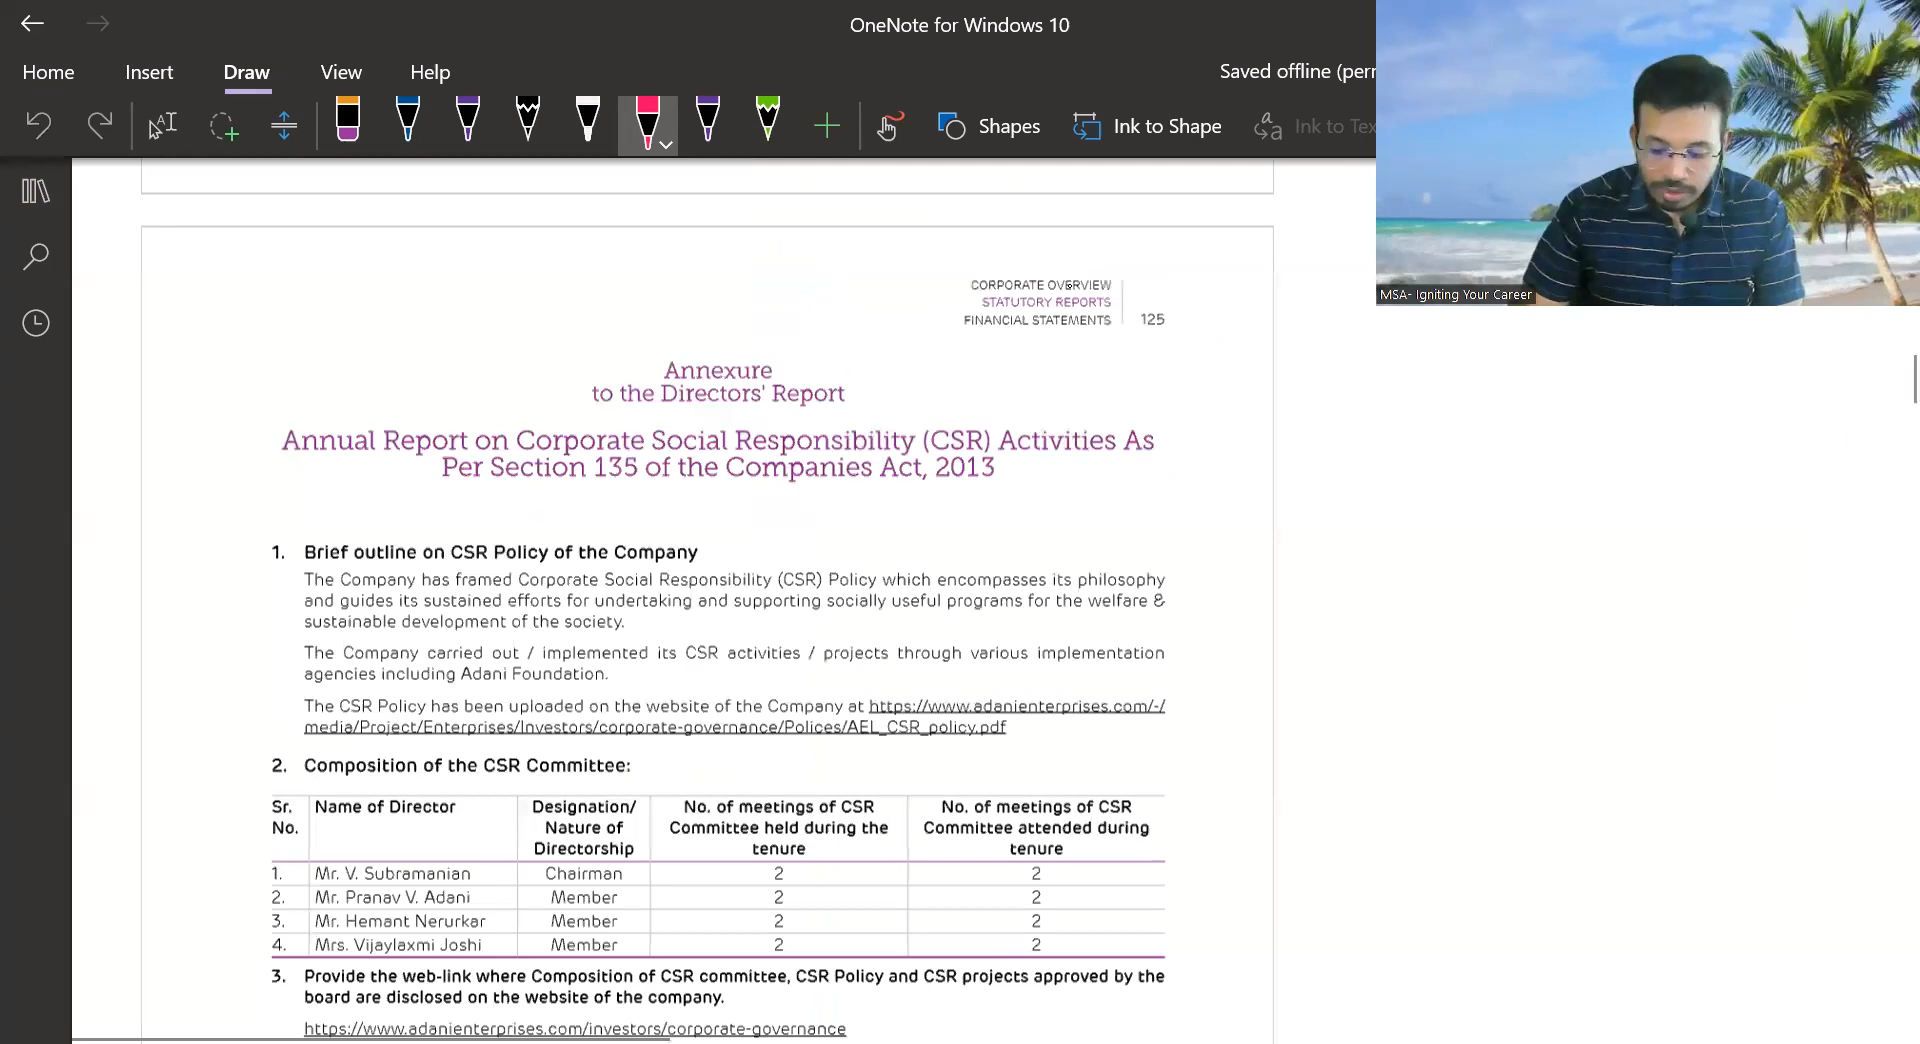 OneNote for Windows 10
Home Insert Draw View Help Saved offline (per
Shapes Ink to Shape Ink to Tex
MSA- Igniting Your Career
CORPORATE OVERVIEW
STATUTORY REPORTS
FINANCIAL STATEMENTS 125
Annexure
to the Directors' Report
Annual Report on Corporate Social Responsibility (CSR) Activities As
Per Section 135 of the Companies Act, 2013
1. Brief outline on CSR Policy of the Company
The Company has framed Corporate Social Responsibility (CSR) Policy which encompasses its philosophy
and guides its sustained efforts for undertaking and supporting socially useful programs for the welfare &
sustainable development of the society.
The Company carried out / implemented its CSR activities / projects through various implementation
agencies including Adani Foundation.
The CSR Policy has been uploaded on the website of the Company at https://www.adanienterprises.com/-/
media/Project/Enterprises/Investors/corporate-governance/Polices/AEL_CSR_policy.pdf
2. Composition of the CSR Committee:
Sr. Name of Director Designation/ No. of meetings of CSR No. of meetings of CSR
No. Nature of Committee held during the Committee attended during
Directorship tenure tenure
1. Mr. V. Subramanian Chairman 2 2
2. Mr. Pranav V. Adani Member 2 2
3. Mr. Hemant Nerurkar Member 2 2
4. Mrs. Vijaylaxmi Joshi Member 2 2
3. Provide the web-link where Composition of CSR committee, CSR Policy and CSR projects approved by the
board are disclosed on the website of the company.
https://www.adanienterprises.com/investors/corporate-governance